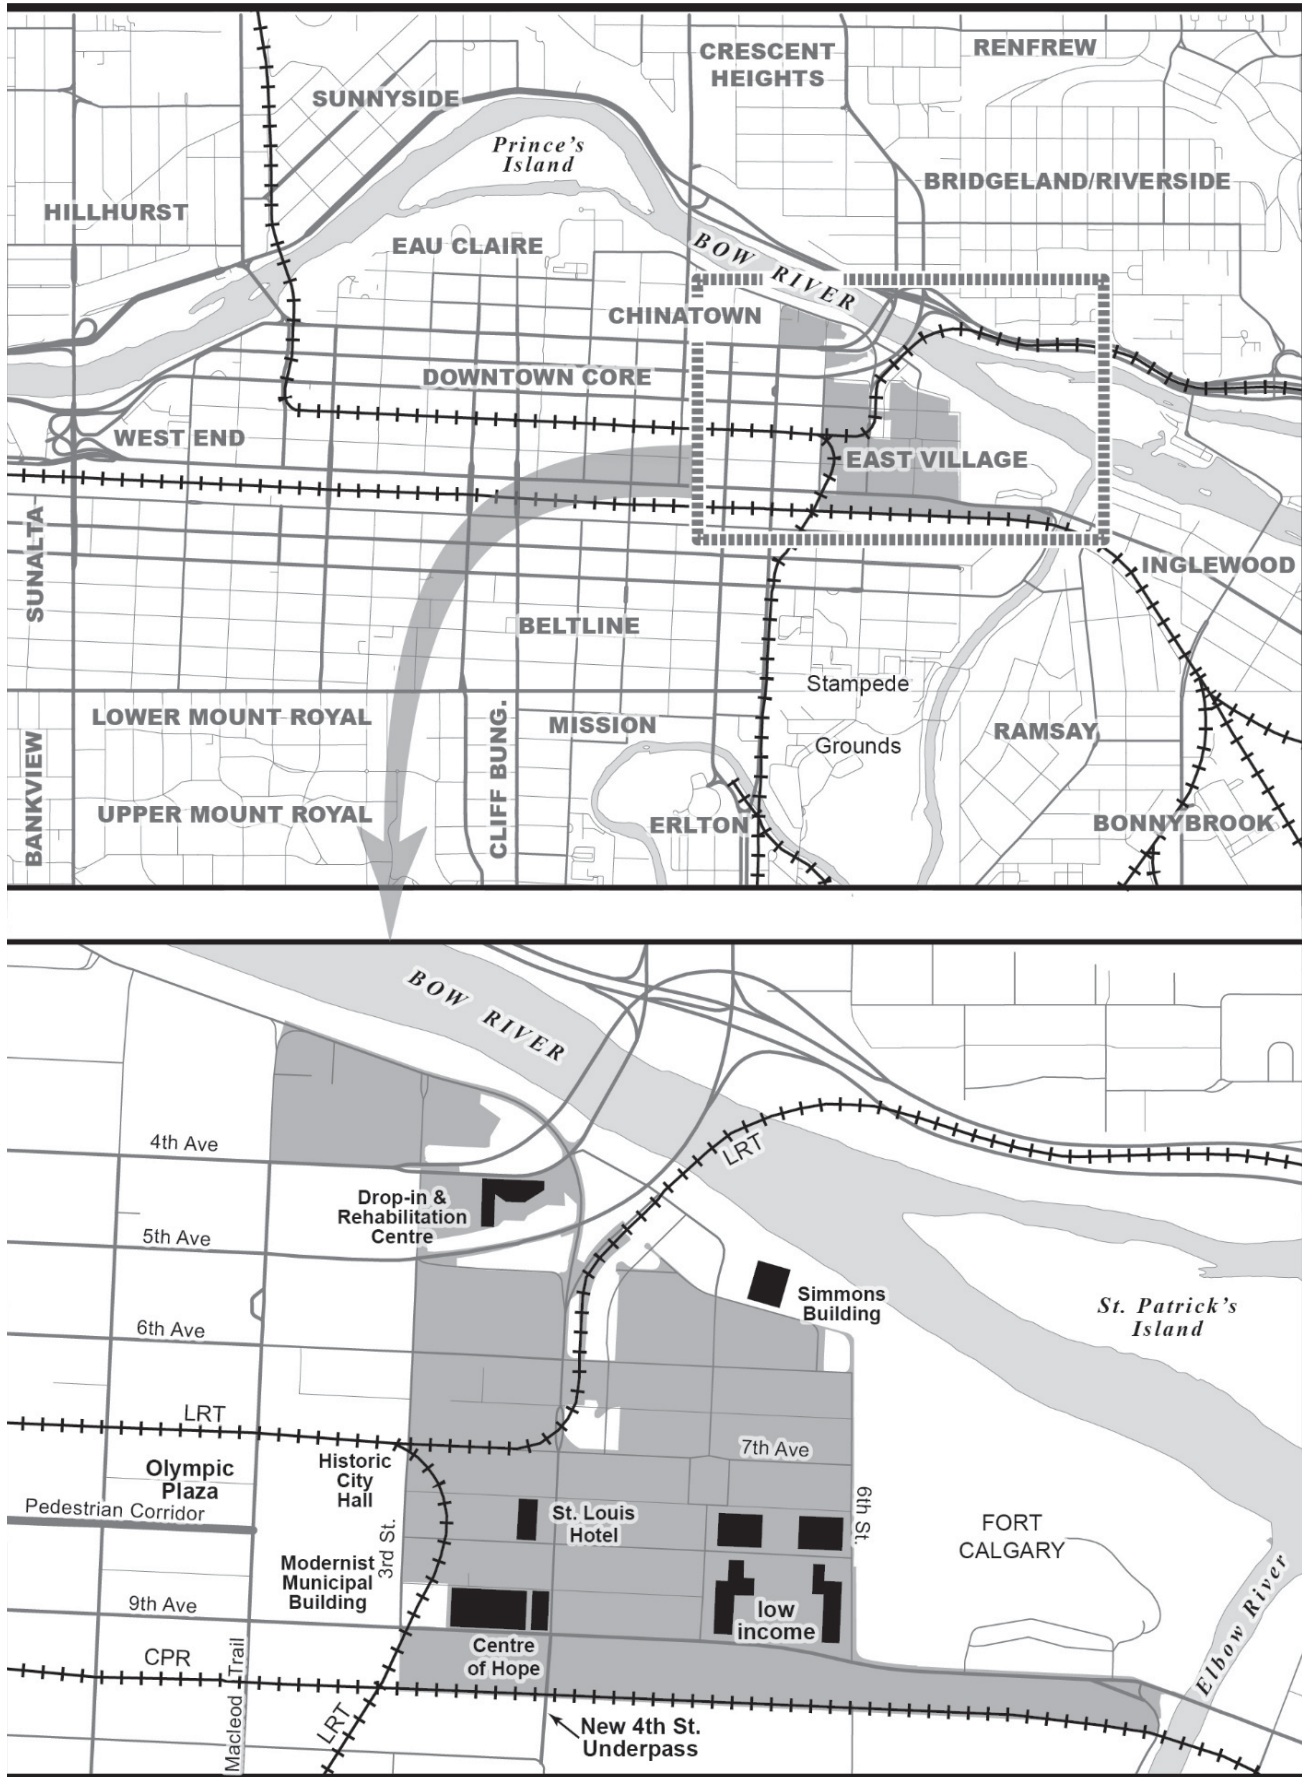 CRESCENT
HEIGHTS
RENFREW
SUNNYSIDE
Prince's
Island
BRIDGELAND/RIVERSIDE
HILLHURST
EAU CLAIRE
BOW RIVER
CHINATOWN
DOWNTOWN CORE
WEST END
EAST VILLAGE
SUNALTA
INGLEWOOD
BELTLINE
Stampede
Grounds
LOWER MOUNT ROYAL
MISSION
RAMSAY
BANKVIEW
CLIFF BUNG.
UPPER MOUNT ROYAL
ERLTON
BONNYBROOK
BOW RIVER
4th Ave
LRT
Drop-in &
Rehabilitation
Centre
5th Ave
Simmons
Building
St. Patrick's
Island
6th Ave
LRT
7th Ave
Historic
City
Hall
Olympic
Plaza
Pedestrian Corridor
St. Louis
Hotel
6th St.
FORT
CALGARY
3rd St.
Modernist
Municipal
Building
9th Ave
low
income
Elbow River
Centre
of Hope
CPR
Macleod Trail
LRT
New 4th St.
Underpass